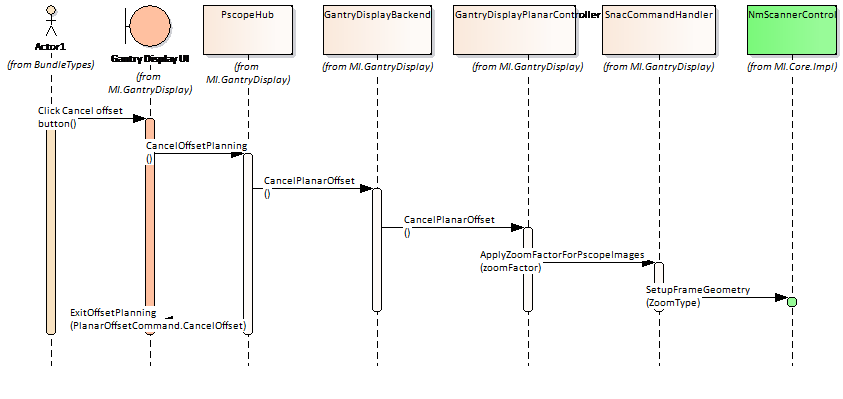 PscopeHub
GantryDisplayBackend
GantryDisplayPlanarController
SnacCommandHandler
NmScannerControl
Actor1
Gantry Display UI
(from BundleTypes)
(from
MI.GantryDisplay)
(from
MI.GantryDisplay)
(from MI.GantryDisplay)
(from MI.GantryDisplay)
(from MI.GantryDisplay)
(from MI.Core.Impl)
Click Cancel offset
button()
CancelOffsetPlanning
()
CancelPlanarOffset
()
CancelPlanarOffset
()
ApplyZoomFactorForPscopeImages
(zoomFactor)
SetupFrameGeometry
(ZoomType)
ExitOffsetPlanning
(PlanarOffsetCommand.CancelOffset)